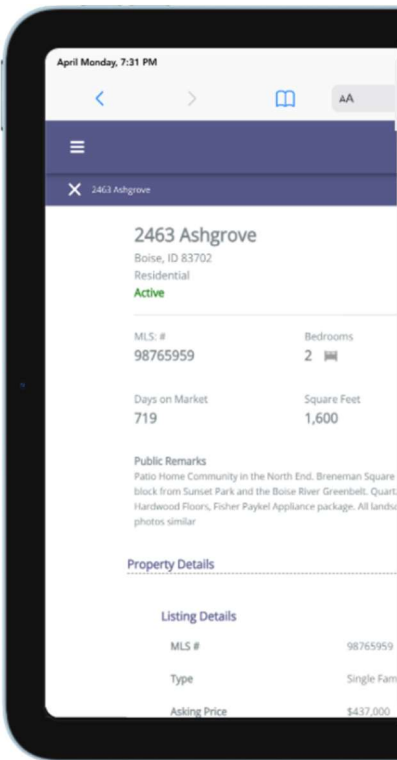 April Monday, 7:31 PM
AA
2463 Ashgrove
2463 Ashgrove
Boise, ID 83702
Residential
Active
MLS: # Bedrooms
98765959 2
Days on Market Square Feet
719 1,600
Public Remarks
Patio Home Community in the North End. Breneman Square
block from Sunset Park and the Boise River Greenbelt. Quart
Hardwood Floors, Fisher Paykel Appliance package. All lands
photos similar
Property Details
Listing Details
MLS # 98765959
Type Single Fam
Asking Price $437,000